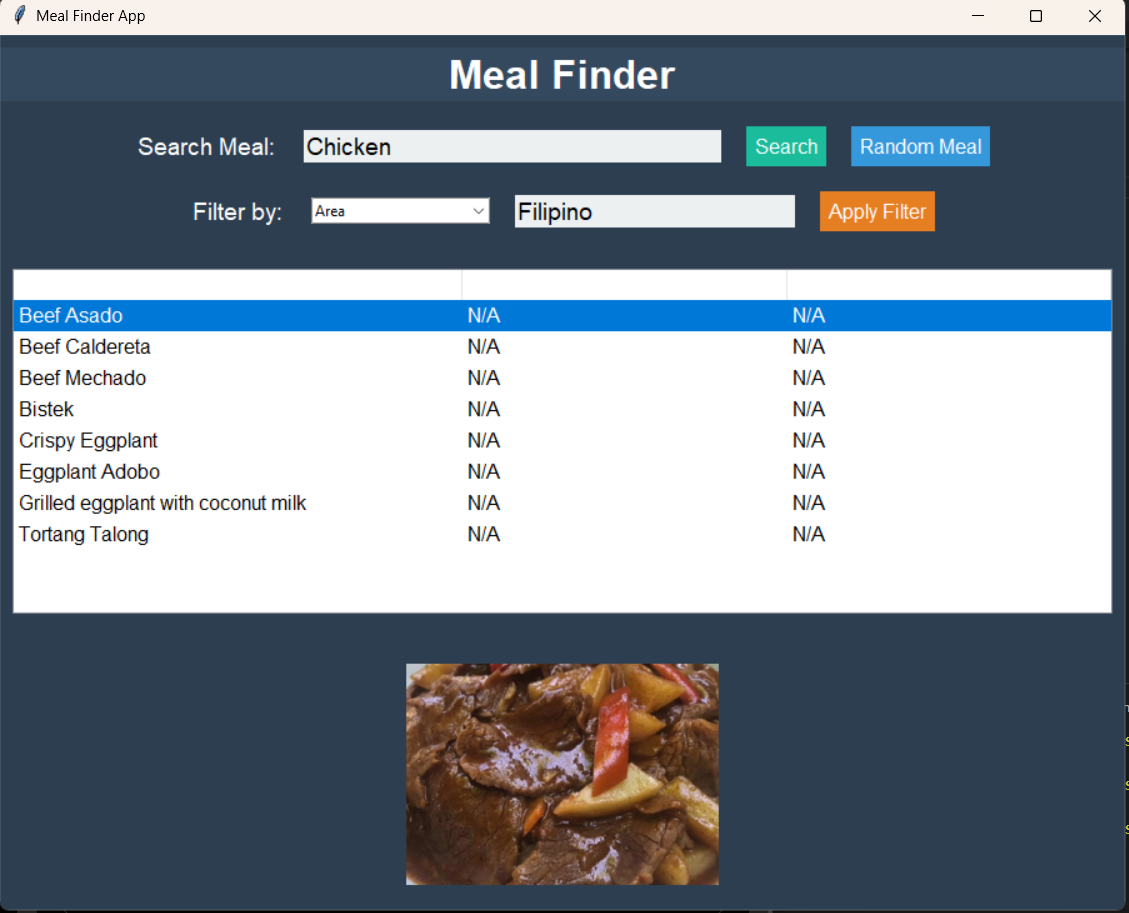 Meal Finder App
Meal Finder
Search Meal: Chicken Search Random Meal
Filter by: Area Filipino Apply Filter
Beef Asado N/A N/A
Beef Caldereta N/A N/A
Beef Mechado N/A N/A
Bistek N/A N/A
Crispy Eggplant N/A N/A
Eggplant Adobo N/A N/A
Grilled eggplant with coconut milk N/A N/A
Tortang Talong N/A N/A